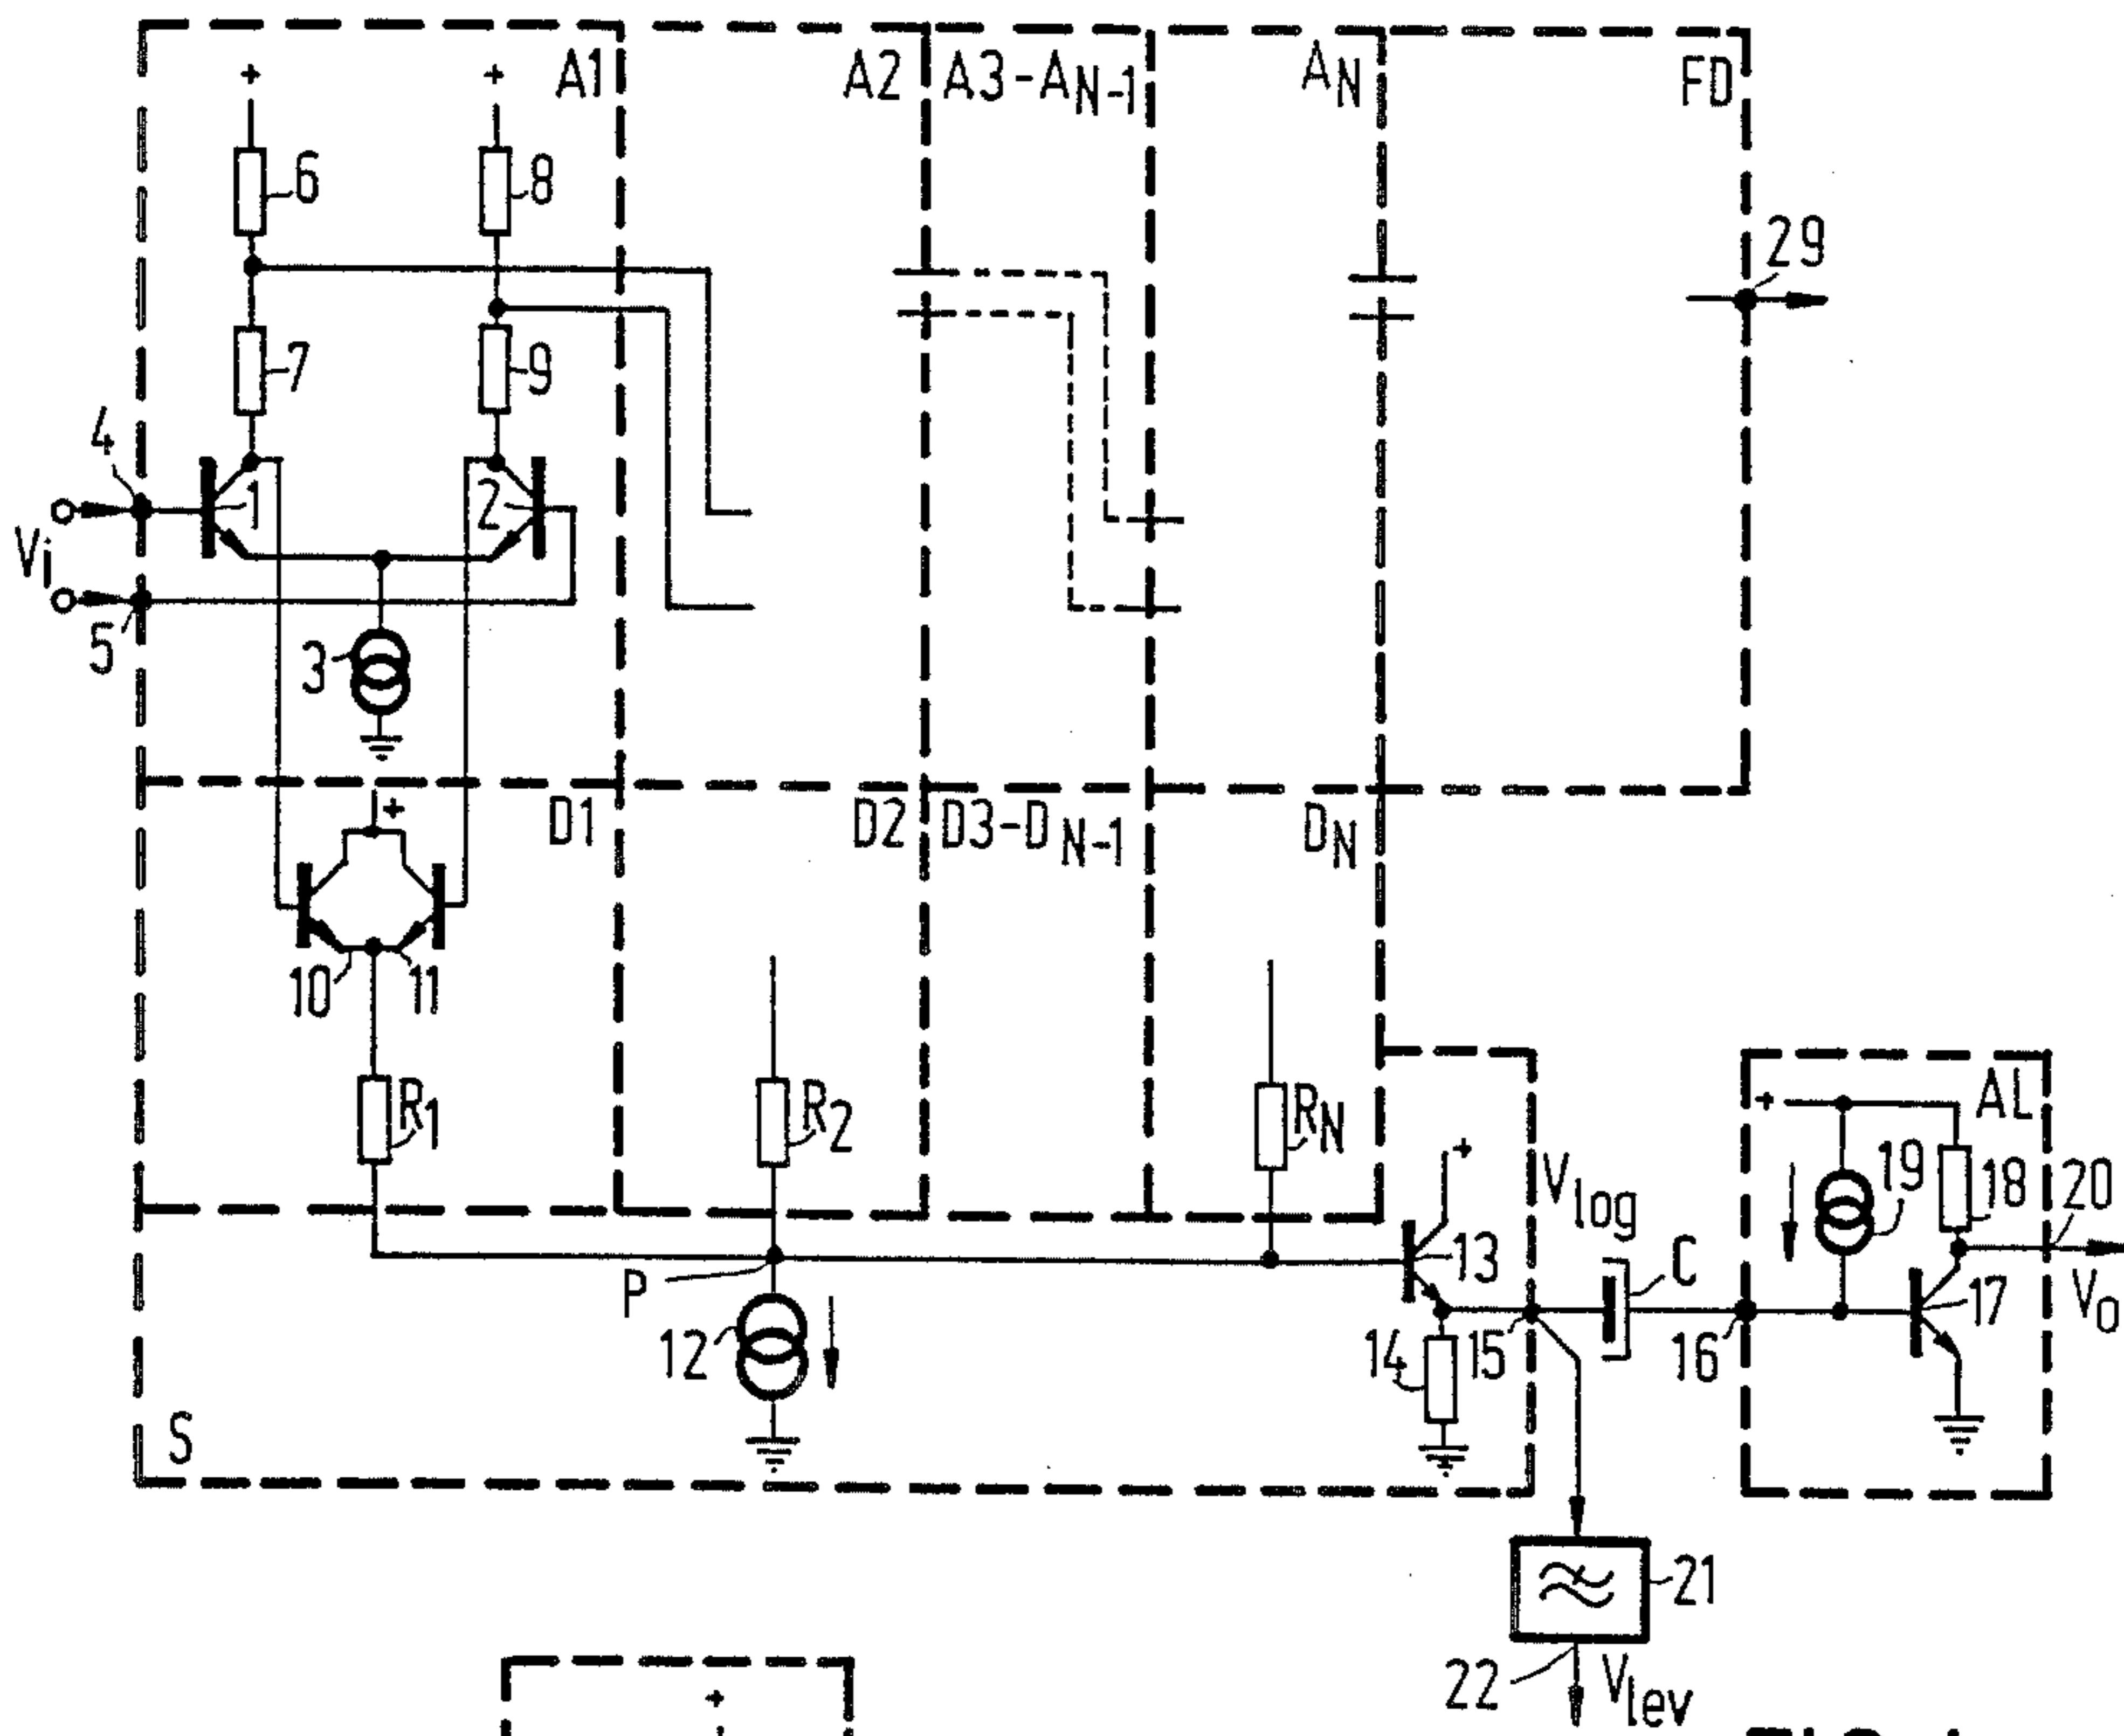 A1 A2 A3-AN-1 AN FD
+ +
6 8
29
7 9
4
1 2
Vi
5
3
+ D1 D2 D3-DN-1 DN
10 11
R1 R2 RN
+ AL
+ Vlog 19 18 20
P 13 C
12 14 15 16 17 Vo
S
21
22 Vlev
+